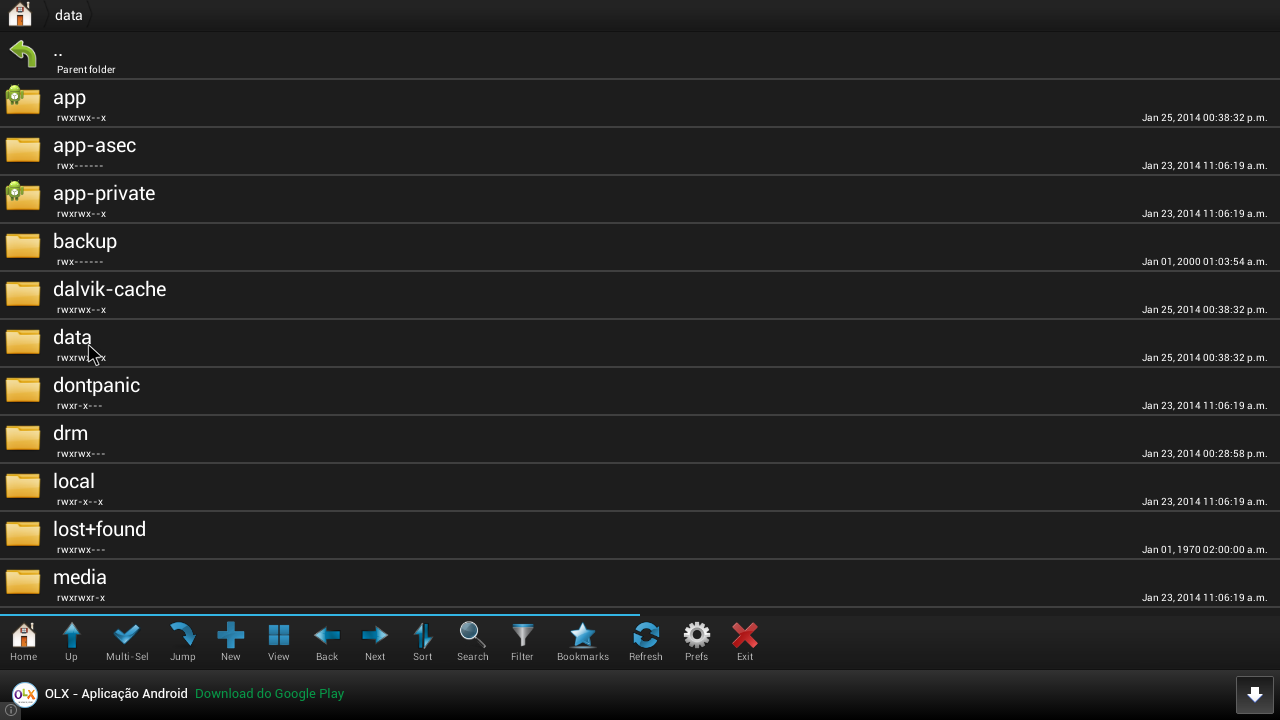 data
..
Parent folder
app
rwxrwx--x
Jan 25, 2014 00:38:32 p.m.
app-asec
rwx------
Jan 23, 2014 11:06:19 a.m.
app-private
rwxrwx--x
Jan 23, 2014 11:06:19 a.m.
backup
rwx------
Jan 01, 2000 01:03:54 a.m.
dalvik-cache
rwxrwx--x
Jan 25, 2014 00:38:32 p.m.
data
Jan 25, 2014 00:38:32 p.m.
dontpanic
rwxr-x---
Jan 23, 2014 11:06:19 a.m.
drm
rwxrwx---
Jan 23, 2014 00:28:58 p.m.
local
rwxr-x--x
Jan 23, 2014 11:06:19 a.m.
lost+found
rwxrwx---
Jan 01, 1970 02:00:00 a.m.
media
rwxrwxr-x
Jan 23, 2014 11:06:19 a.m.
Home Up Multi-Sel Jump New View Back Next Sort Search Filter Bookmarks Refresh Prefs Exit
OLX OLX - Aplicação Android Download do Google Play